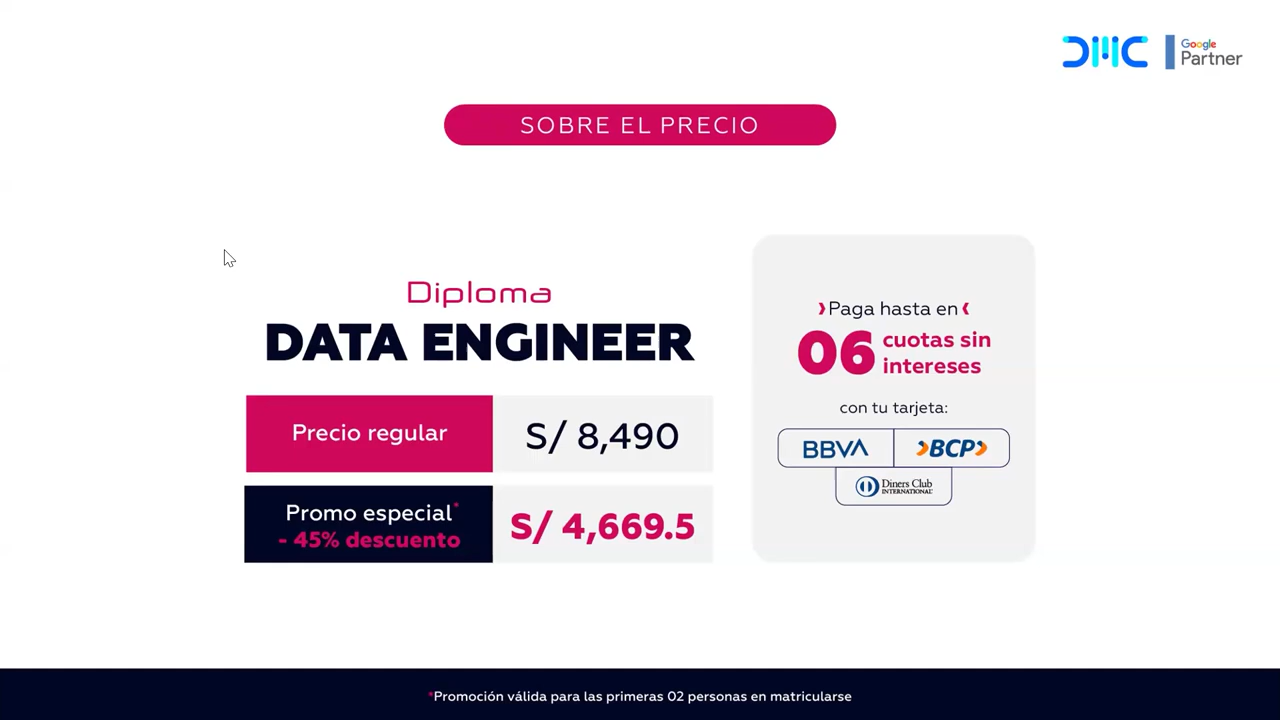 DMC
Google
Partner
SOBRE EL PRECIO
Diploma
DATA ENGINEER
Precio regular
S/ 8,490
Promo especial*
- 45% descuento
S/ 4,669.5
Paga hasta en
06 cuotas sin
intereses
con tu tarjeta:
BBVA
BCP
Diners Club
INTERNATIONAL
*Promoción válida para las primeras 02 personas en matricularse